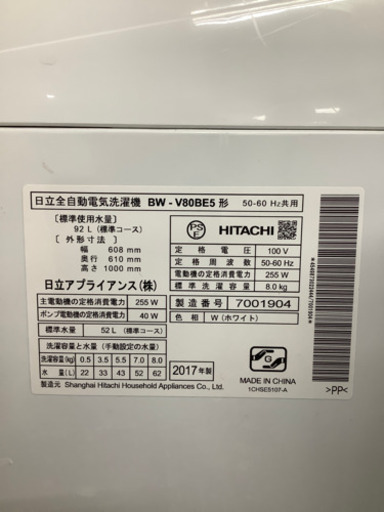 日立全自動電気洗濯機 BW-V80BE5 形 50-60 Hz共用
〔標準使用水量〕
92 L (標準コース)
〔外形寸法〕
幅 608 mm
奥行 610 mm
高さ 1000 mm
日立アプライアンス(株)
主電動機の定格消費電力 255 W
ポンプ電動機の定格消費電力 40 W
標準水量 52 L (標準コース)
洗濯容量と水量 (手動設定の水量)
洗濯容量(kg) 0.5 3.5 5.5 7.0 8.0
水量(L) 22 33 43 52 62
2017年製
製造元 Shanghai Hitachi Household Appliances Co., Ltd.
PS
E
HITACHI
定格電圧 100 V
定格周波数 50-60 Hz
電動機の定格消費電力 255 W
標準洗濯容量 8.0 kg
製造番号 7001904
色相 W (ホワイト)
MADE IN CHINA
1CHSE5107-A
>PP<